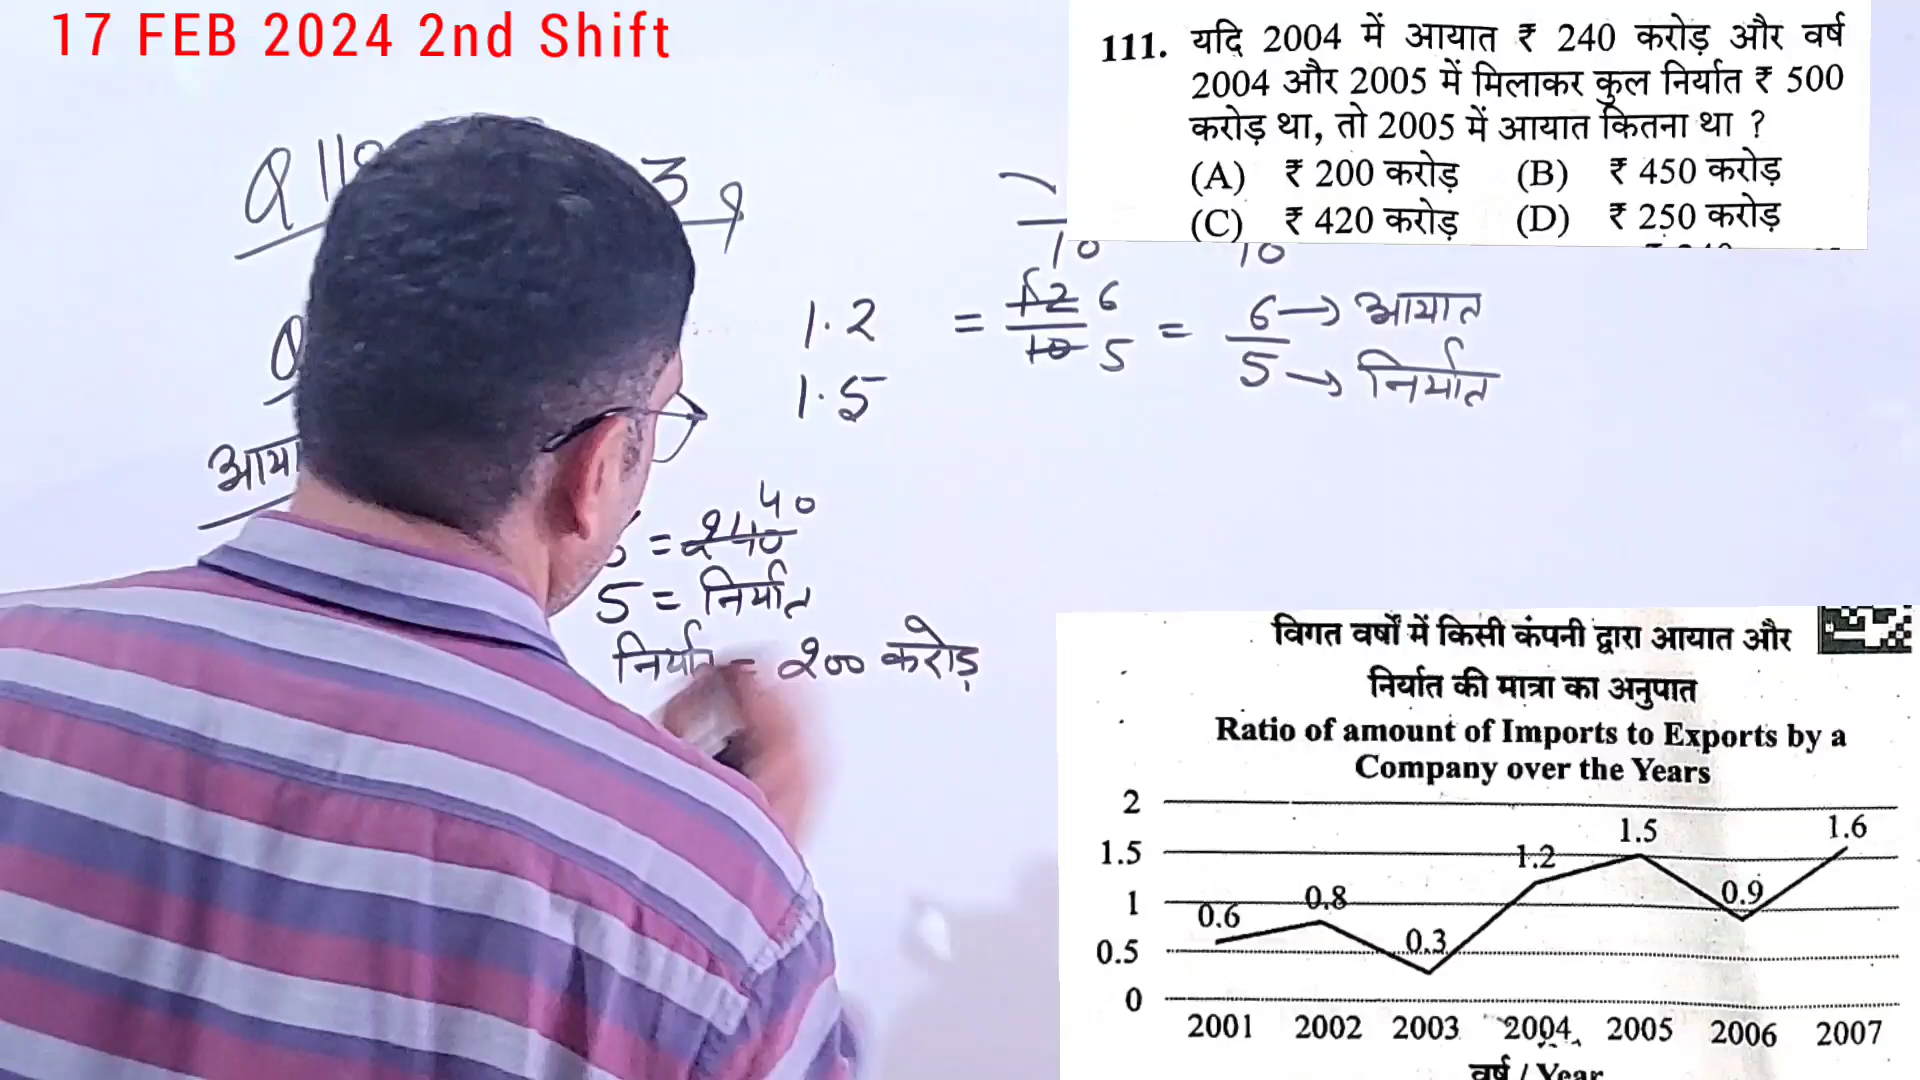 17 FEB 2024 2nd Shift
111. यदि 2004 में आयात ₹ 240 करोड़ और वर्ष
2004 और 2005 में मिलाकर कुल निर्यात ₹ 500
करोड़ था, तो 2005 में आयात कितना था ?
(A) ₹ 200 करोड़ (B) ₹ 450 करोड़
(C) ₹ 420 करोड़ (D) ₹ 250 करोड़
10 10
1.2 = 12 6 / 10 5 = 6 → आयात
5 → निर्यात
1.5
= 240 40
5 = निर्यात
निर्यात = 200 करोड़
विगत वर्षों में किसी कंपनी द्वारा आयात और
निर्यात की मात्रा का अनुपात
Ratio of amount of Imports to Exports by a
Company over the Years
2
1.5
1
0.5
0
0.6 0.8 0.3 1.2 1.5 0.9 1.6
2001 2002 2003 2004 2005 2006 2007
वर्ष / Year